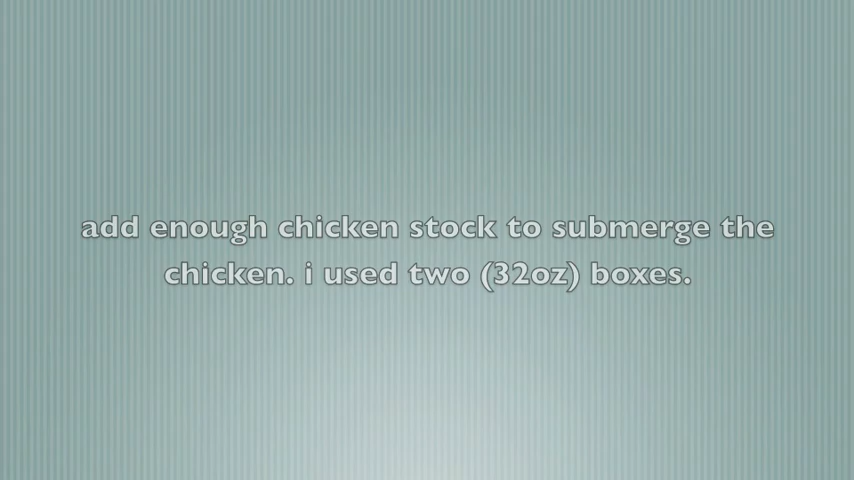 add enough chicken stock to submerge the
chicken. i used two (32oz) boxes.